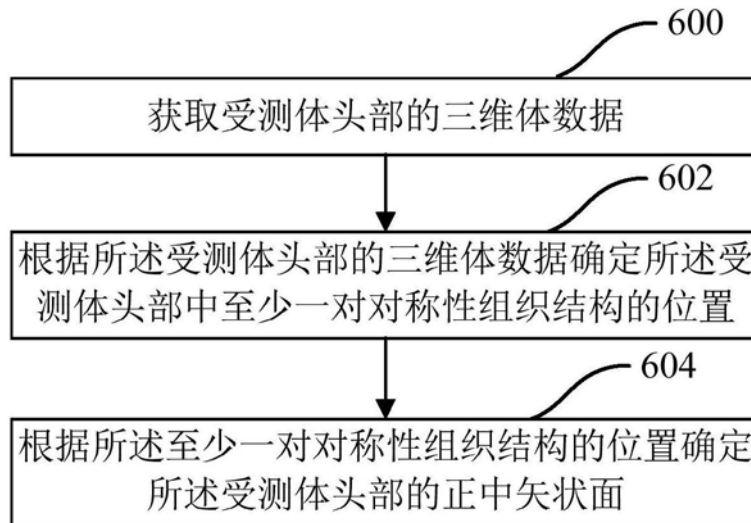 600
获取受测体头部的三维体数据
602
根据所述受测体头部的三维体数据确定所述受
测体头部中至少一对对称性组织结构的位置
604
根据所述至少一对对称性组织结构的位置确定
所述受测体头部的正中矢状面